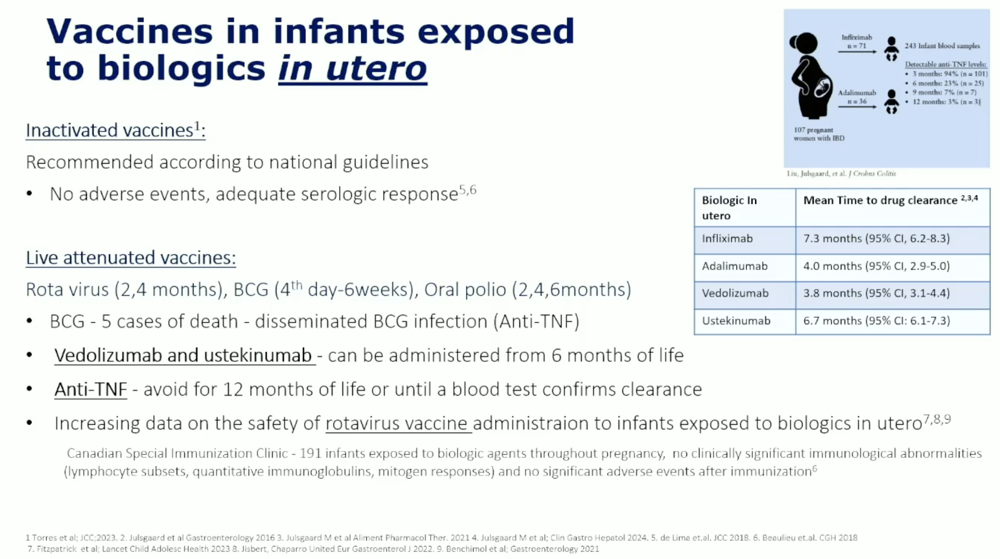 Vaccines in infants exposed
to biologics in utero
Infliximab
n = 71
243 Infant blood samples
Detectable anti-TNF levels:
• 3 months: 94% (n = 101)
• 6 months: 23% (n = 25)
• 9 months: 7% (n = 7)
• 12 months: 3% (n = 3)
Adalimumab
n = 36
107 pregnant
women with IBD
Liu, Julsgaard, et al. J Crohns Colitis
Inactivated vaccines¹:
Recommended according to national guidelines
• No adverse events, adequate serologic response⁵,⁶
Biologic In utero | Mean Time to drug clearance ²,³,⁴
Infliximab | 7.3 months (95% CI, 6.2-8.3)
Adalimumab | 4.0 months (95% CI, 2.9-5.0)
Vedolizumab | 3.8 months (95% CI, 3.1-4.4)
Ustekinumab | 6.7 months (95% CI: 6.1-7.3)
Live attenuated vaccines:
Rota virus (2,4 months), BCG (4th day-6weeks), Oral polio (2,4,6months)
• BCG - 5 cases of death - disseminated BCG infection (Anti-TNF)
• Vedolizumab and ustekinumab - can be administered from 6 months of life
• Anti-TNF - avoid for 12 months of life or until a blood test confirms clearance
• Increasing data on the safety of rotavirus vaccine administraion to infants exposed to biologics in utero⁷,⁸,⁹
Canadian Special Immunization Clinic - 191 infants exposed to biologic agents throughout pregnancy, no clinically significant immunological abnormalities
(lymphocyte subsets, quantitative immunoglobulins, mitogen responses) and no significant adverse events after immunization⁶
1 Torres et al; JCC;2023. 2. Julsgaard et al Gastroenterology 2016 3. Julsgaard M et al Aliment Pharmacol Ther. 2021 4. Julsgaard M et al; Clin Gastro Hepatol 2024. 5. de Lima et.al. JCC 2018. 6. Beaulieu et.al. CGH 2018
7. Fitzpatrick et al; Lancet Child Adolesc Health 2023 8. Jisbert, Chaparro United Eur Gastroenterol J 2022. 9. Benchimol et al; Gastroenterology 2021